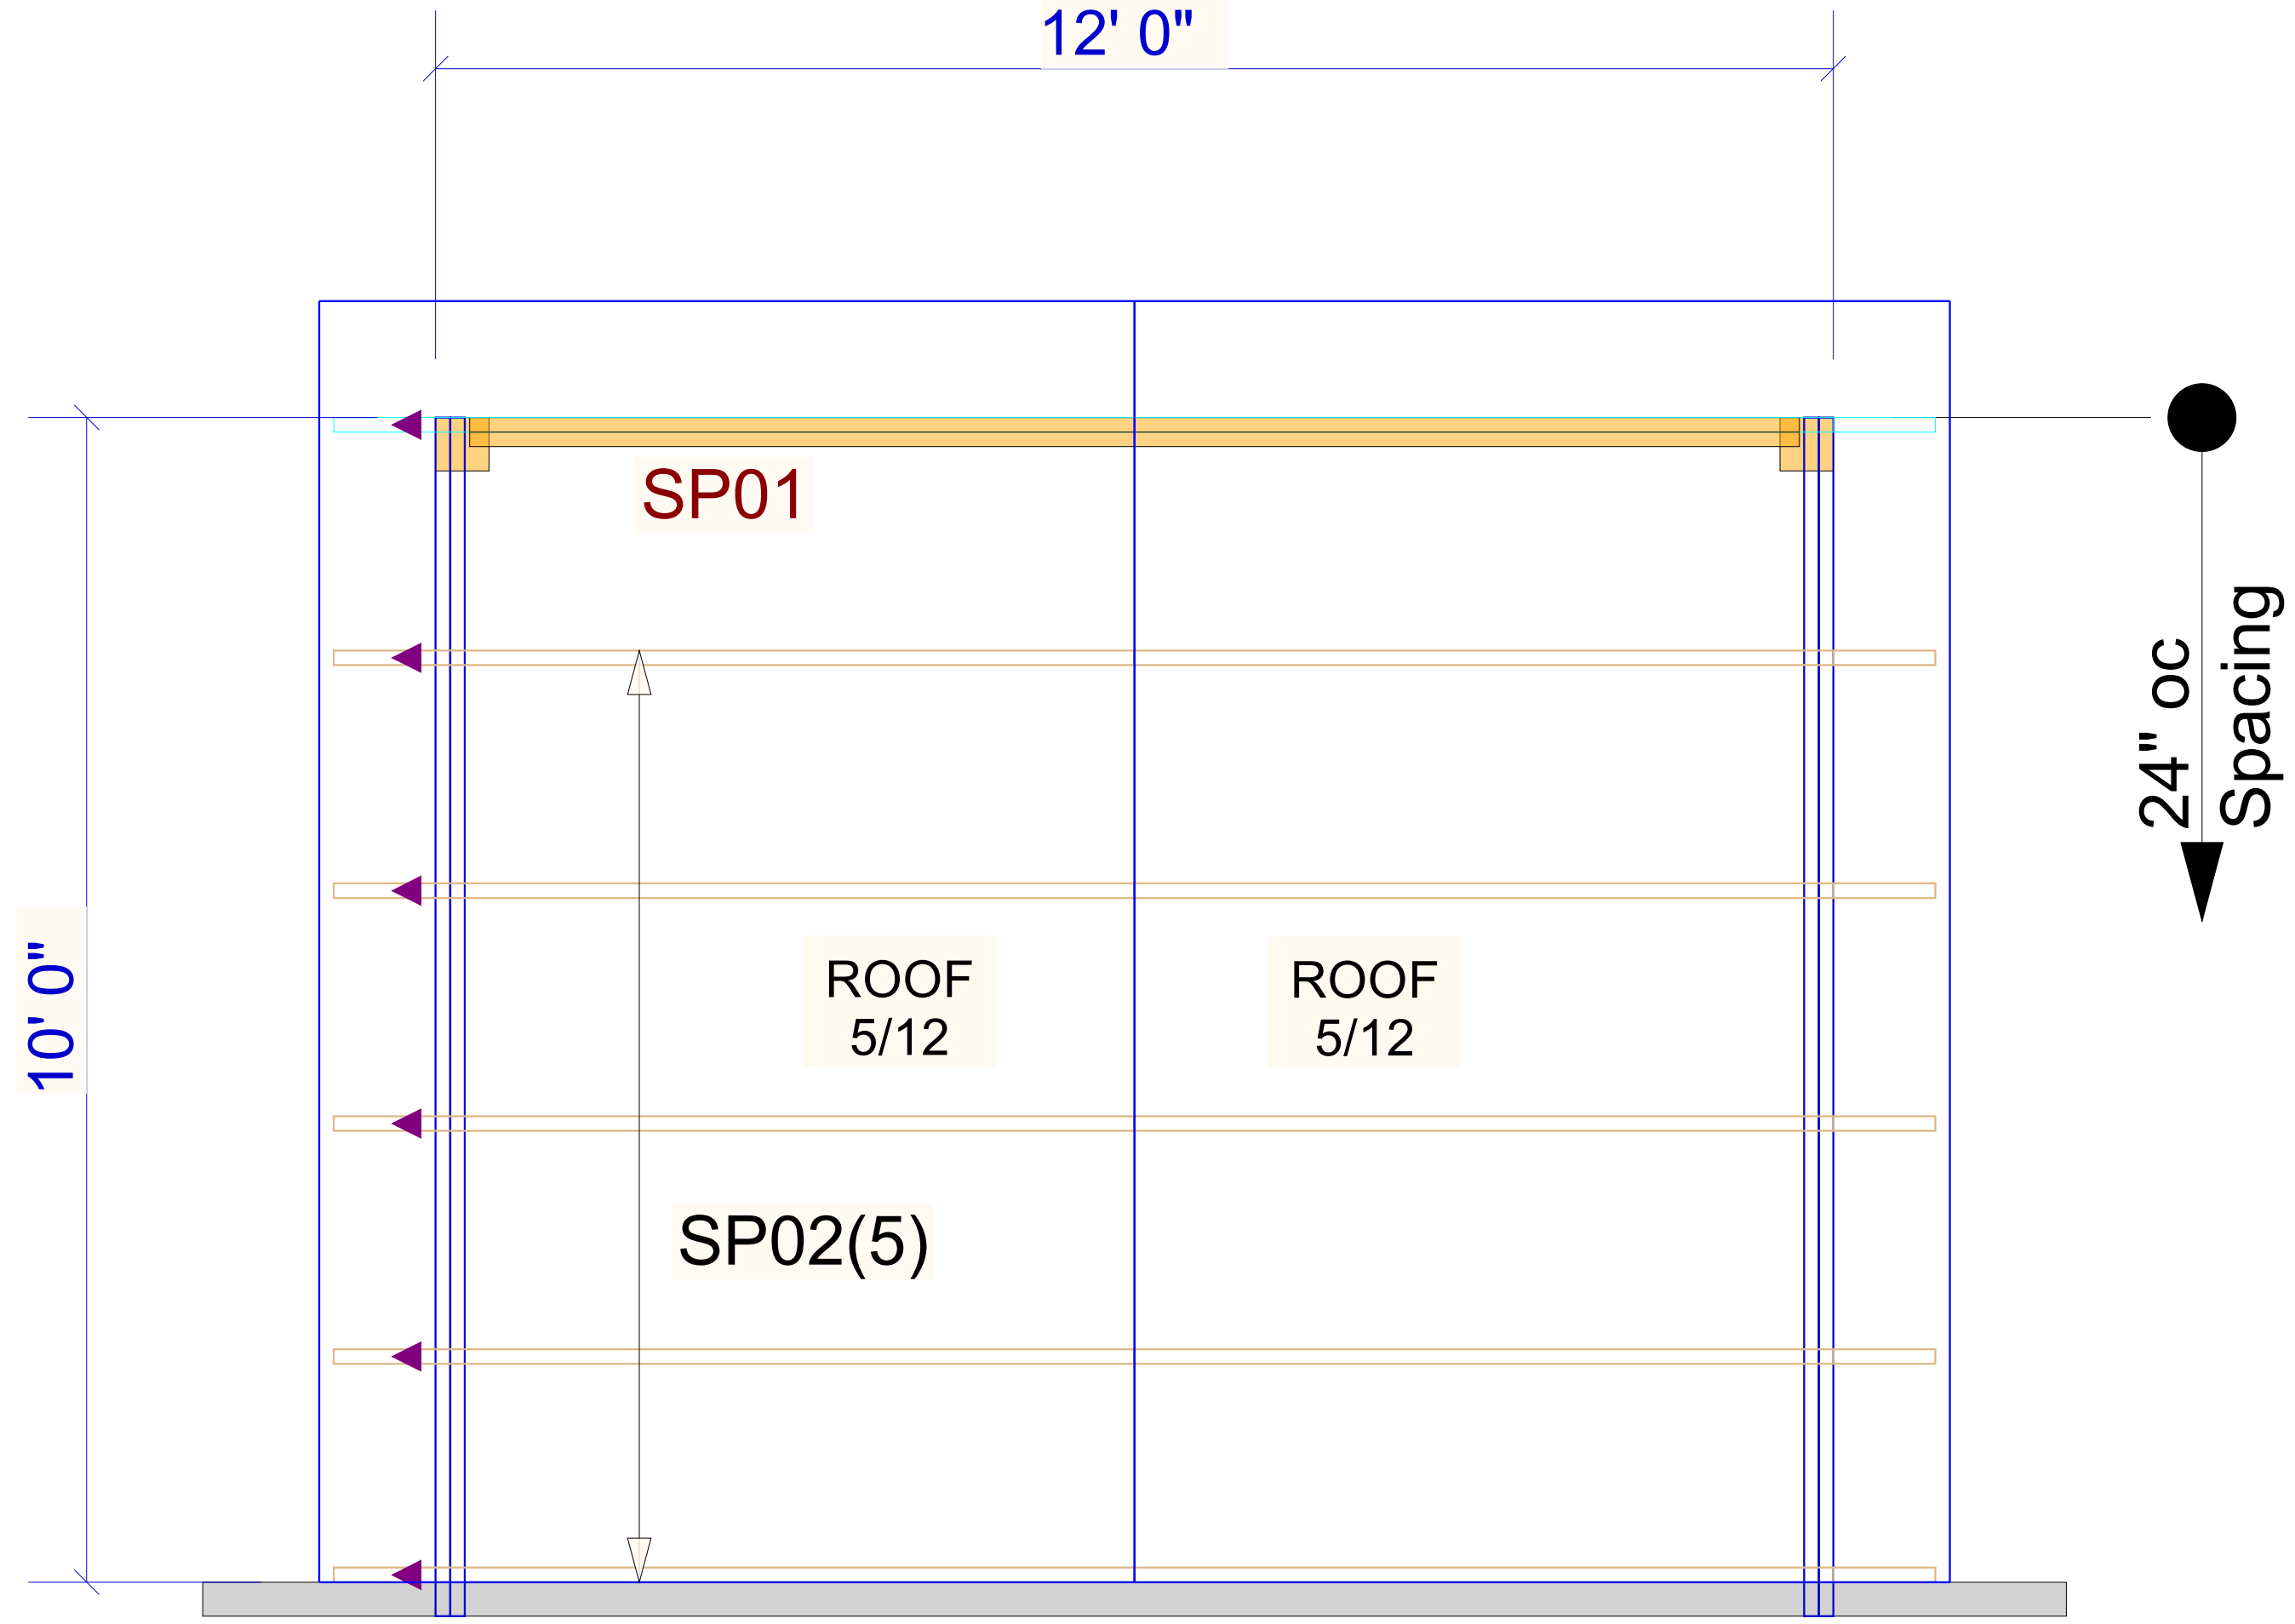 12' 0"
SP01
24" oc
Spacing
10' 0"
ROOF
5/12
ROOF
5/12
SP02(5)